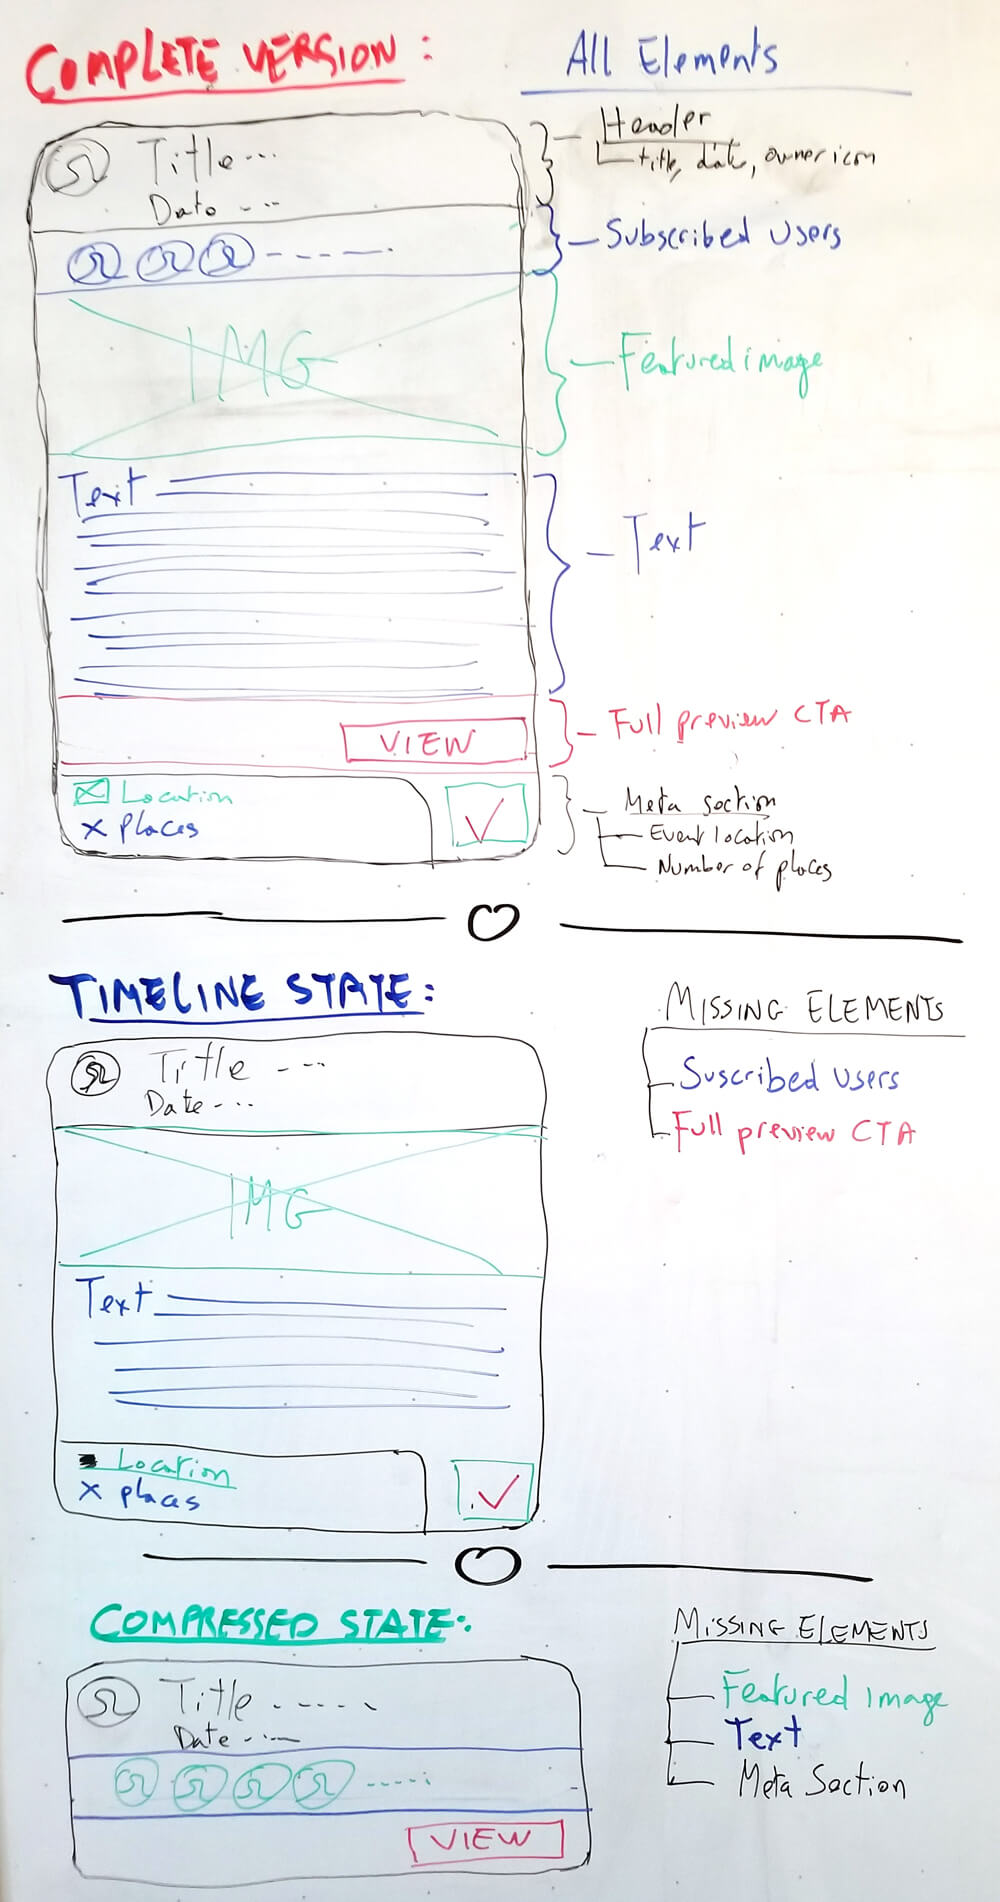 COMPLETE VERSION:
All Elements
Title ...
Date ...
Header
title, date, owner icon
Subscribed users
IMG
Featured image
Text
Text
VIEW
Full preview CTA
Location
X places
Meta section
Event location
Number of places
TIMELINE STATE:
MISSING ELEMENTS
Suscribed users
Full preview CTA
Title ...
Date ...
IMG
Text
Location
X places
COMPRESSED STATE:
MISSING ELEMENTS
Featured image
Text
Meta Section
Title .....
Date ....
VIEW